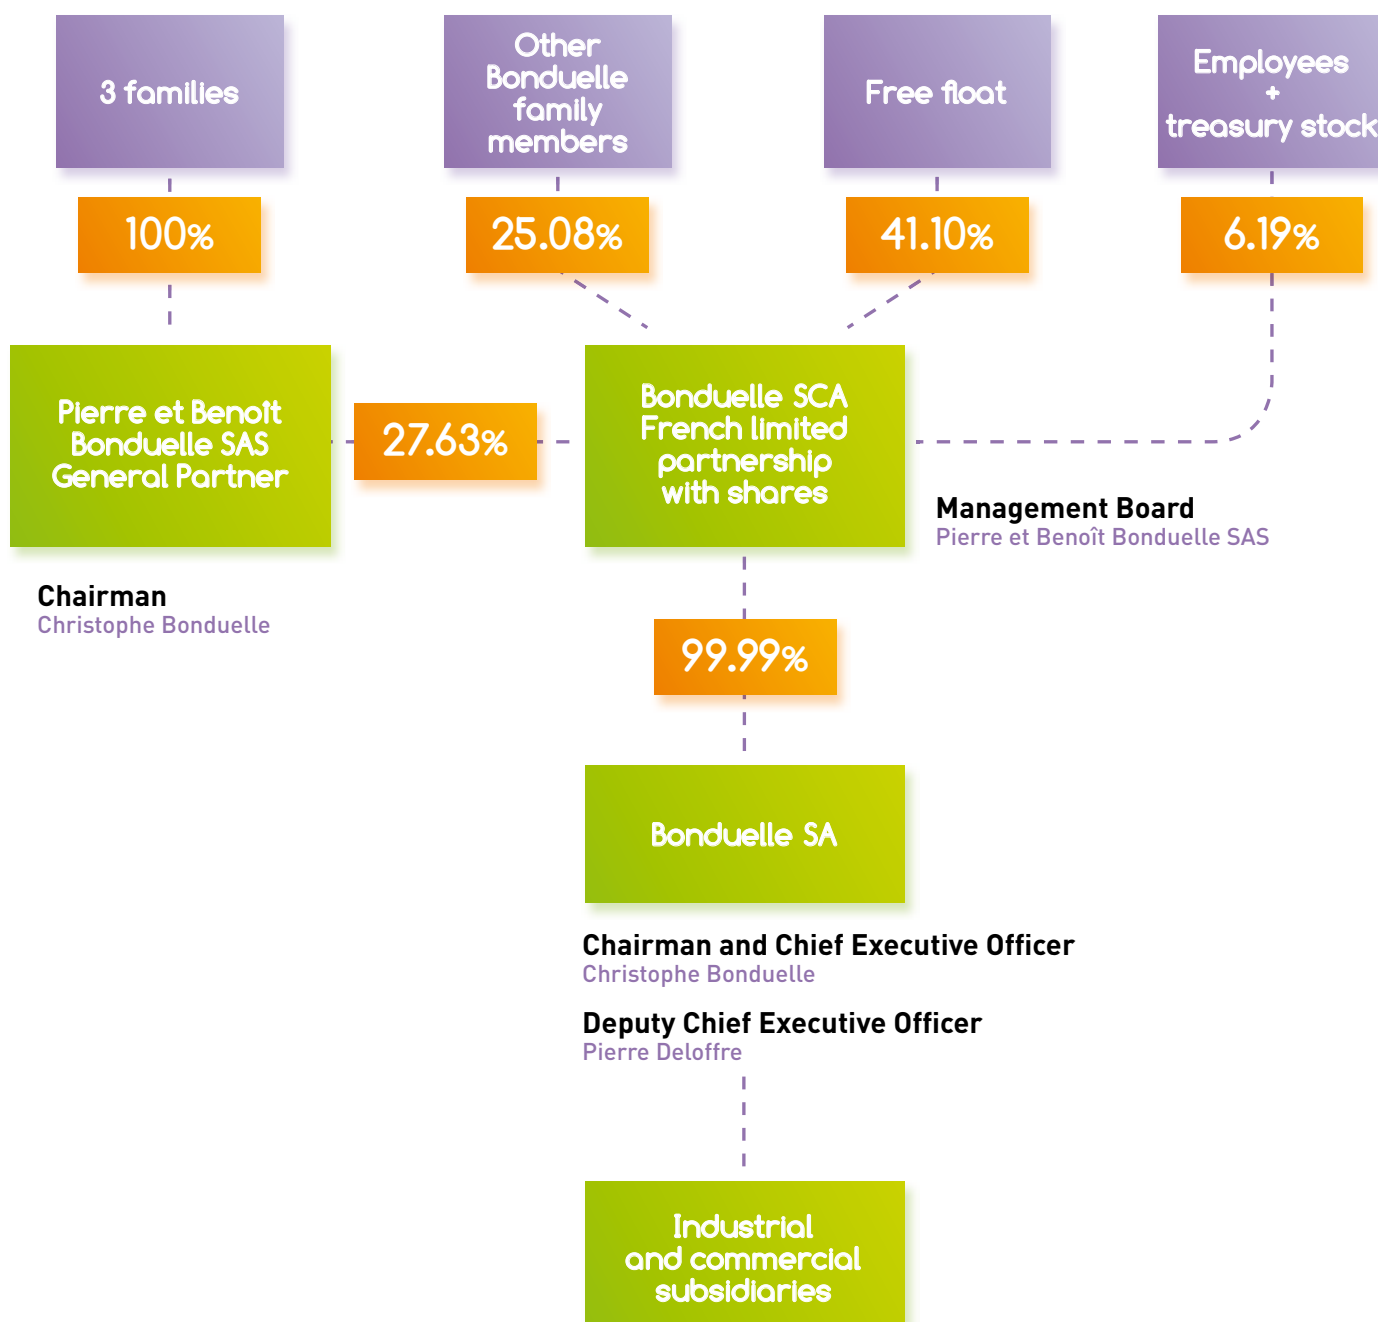 3 families
Other
Bonduelle
family
members
Free float
Employees
+
treasury stock
100%
25.08%
41.10%
6.19%
Pierre et Benoît
Bonduelle SAS
General Partner
27.63%
Bonduelle SCA
French limited
partnership
with shares
Management Board
Pierre et Benoît Bonduelle SAS
Chairman
Christophe Bonduelle
99.99%
Bonduelle SA
Chairman and Chief Executive Officer
Christophe Bonduelle
Deputy Chief Executive Officer
Pierre Deloffre
Industrial
and commercial
subsidiaries